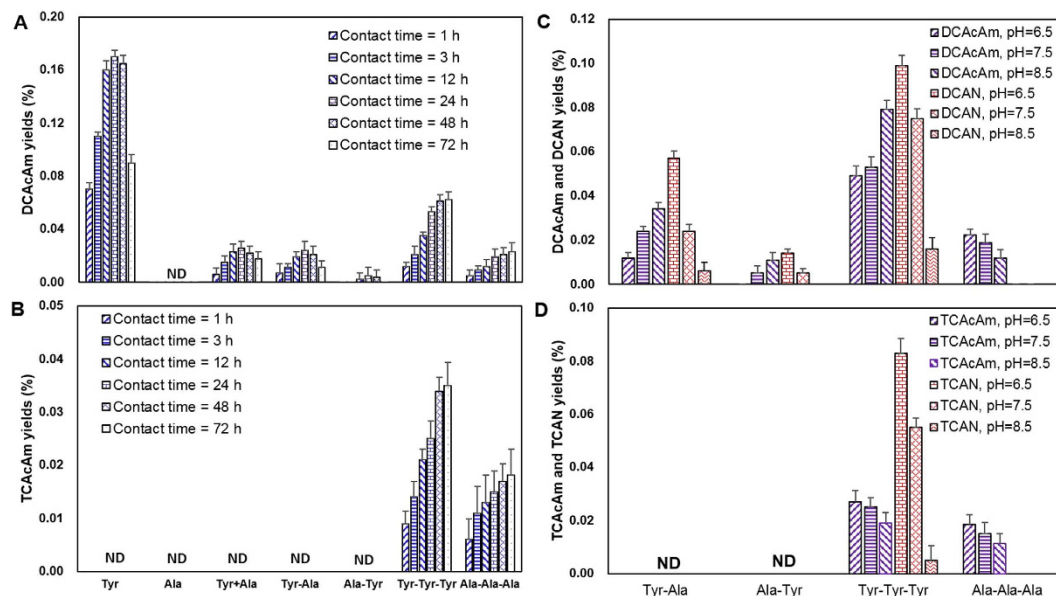 A
DCAcAm yields (%)
0.20
0.16
0.12
0.08
0.04
0.00
Contact time = 1 h
Contact time = 3 h
Contact time = 12 h
Contact time = 24 h
Contact time = 48 h
Contact time = 72 h
ND
B
TCAcAm yields (%)
0.05
0.04
0.03
0.02
0.01
0.00
Contact time = 1 h
Contact time = 3 h
Contact time = 12 h
Contact time = 24 h
Contact time = 48 h
Contact time = 72 h
ND ND ND ND ND
Tyr Ala Tyr+Ala Tyr-Ala Ala-Tyr Tyr-Tyr-Tyr Ala-Ala-Ala
C
DCAcAm and DCAN yields (%)
0.12
0.10
0.08
0.06
0.04
0.02
0.00
DCAcAm, pH=6.5
DCAcAm, pH=7.5
DCAcAm, pH=8.5
DCAN, pH=6.5
DCAN, pH=7.5
DCAN, pH=8.5
D
TCAcAm and TCAN yields (%)
0.10
0.08
0.06
0.04
0.02
0.00
TCAcAm, pH=6.5
TCAcAm, pH=7.5
TCAcAm, pH=8.5
TCAN, pH=6.5
TCAN, pH=7.5
TCAN, pH=8.5
ND ND
Tyr-Ala Ala-Tyr Tyr-Tyr-Tyr Ala-Ala-Ala